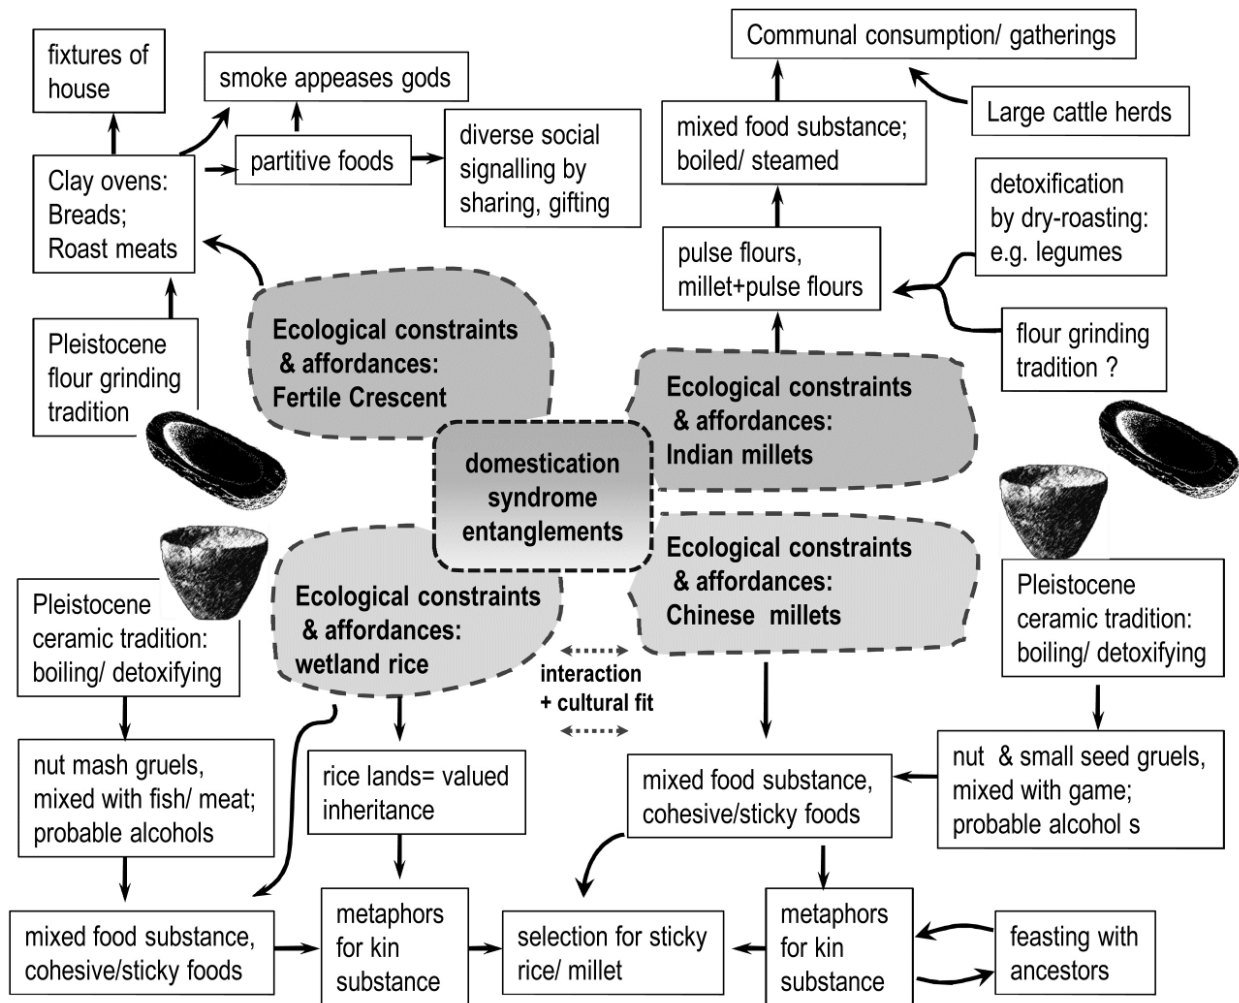 fixtures of
house
smoke appeases gods
Communal consumption/ gatherings
Large cattle herds
partitive foods
diverse social
signalling by
sharing, gifting
mixed food substance;
boiled/ steamed
Clay ovens:
Breads;
Roast meats
detoxification
by dry-roasting:
e.g. legumes
pulse flours,
millet+pulse flours
Pleistocene
flour grinding
tradition
Ecological constraints
& affordances:
Fertile Crescent
flour grinding
tradition ?
Ecological constraints
& affordances:
Indian millets
domestication
syndrome
entanglements
Ecological constraints
& affordances:
Chinese millets
Ecological constraints
& affordances:
wetland rice
Pleistocene
ceramic tradition:
boiling/ detoxifying
Pleistocene
ceramic tradition:
boiling/ detoxifying
interaction
+ cultural fit
nut mash gruels,
mixed with fish/ meat;
probable alcohols
rice lands= valued
inheritance
mixed food substance,
cohesive/sticky foods
nut & small seed gruels,
mixed with game;
probable alcohol s
mixed food substance,
cohesive/sticky foods
metaphors
for kin
substance
selection for sticky
rice/ millet
metaphors
for kin
substance
feasting with
ancestors